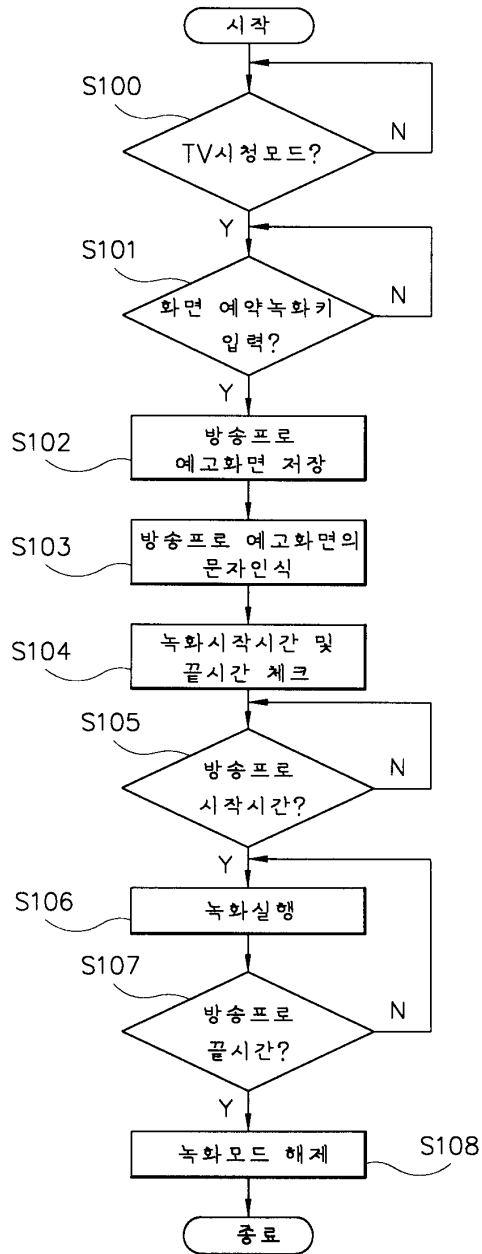 시작
S100
TV시청모드?
N
Y
S101
화면 예약녹화키
입력?
N
Y
S102
방송프로
예고화면 저장
S103
방송프로 예고화면의
문자인식
S104
녹화시작시간 및
끝시간 체크
S105
방송프로
시작시간?
N
Y
S106
녹화실행
S107
방송프로
끝시간?
N
Y
녹화모드 해제
S108
종료